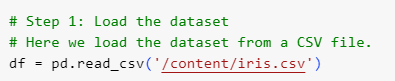 # Step 1: Load the dataset
# Here we load the dataset from a CSV file.
df = pd.read_csv('/content/iris.csv')